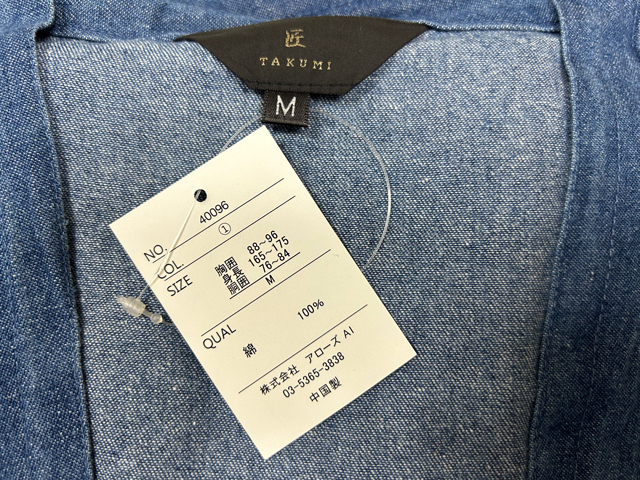 匠
TAKUMI
M
NO. 40096
COL. ①
SIZE 胸囲 88~96
身長 165~175
胴囲 76~84
M
QUAL
綿 100%
株式会社 アローズ AI
03-5365-3838
中国製